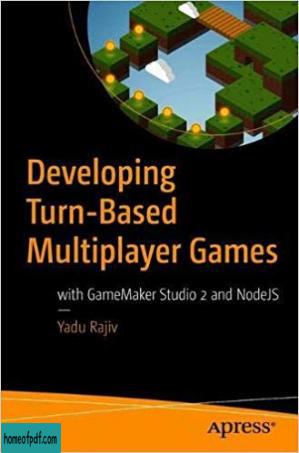 Developing
Turn-Based
Multiplayer Games
with GameMaker Studio 2 and NodeJS
Yadu Rajiv
Apress®
homeofpdf.com